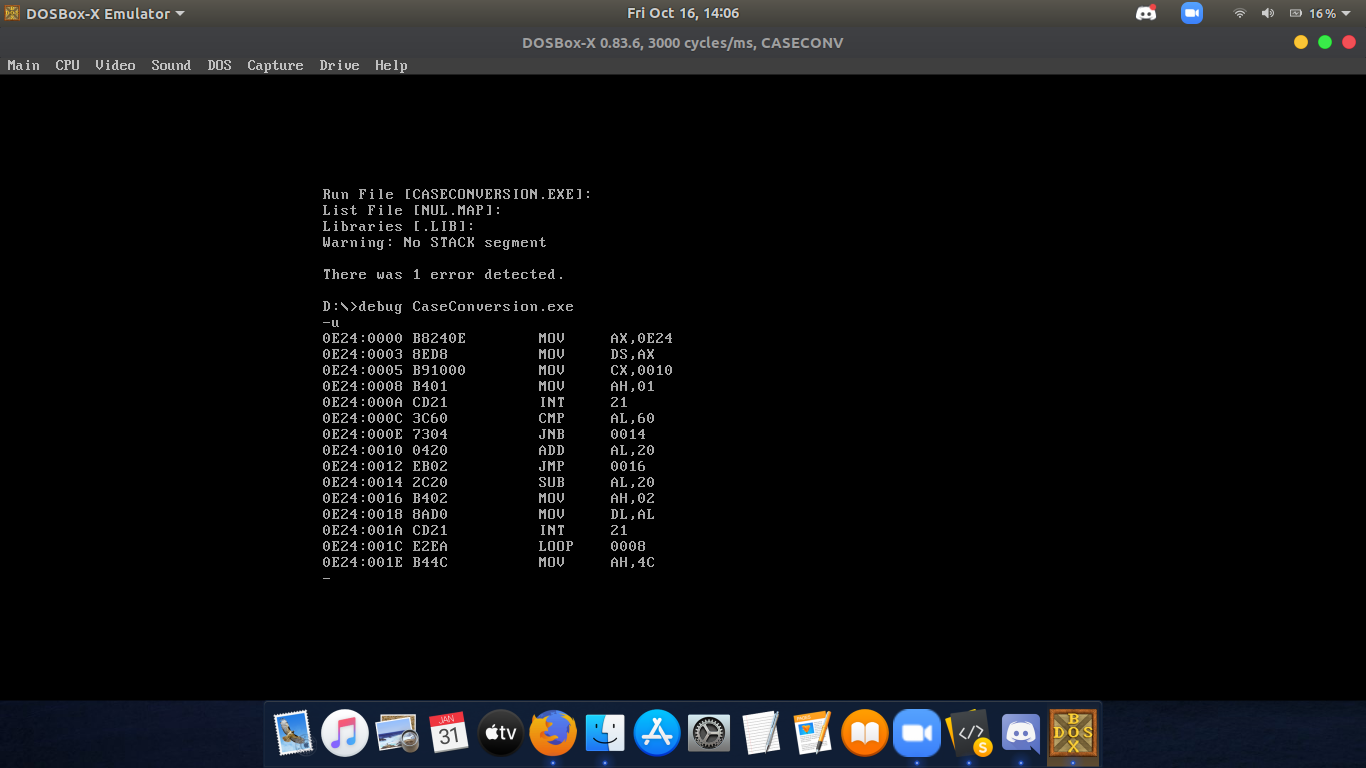 DOSBox-X Emulator Fri Oct 16, 14:06 16%
DOSBox-X 0.83.6, 3000 cycles/ms, CASECONV
Main CPU Video Sound DOS Capture Drive Help
Run File [CASECONVERSION.EXE]:
List File [NUL.MAP]:
Libraries [.LIB]:
Warning: No STACK segment
There was 1 error detected.
D:\>debug CaseConversion.exe
-u
0E24:0000 B8240E MOV AX,0E24
0E24:0003 8ED8 MOV DS,AX
0E24:0005 B91000 MOV CX,0010
0E24:0008 B401 MOV AH,01
0E24:000A CD21 INT 21
0E24:000C 3C60 CMP AL,60
0E24:000E 7304 JNB 0014
0E24:0010 0420 ADD AL,20
0E24:0012 EB02 JMP 0016
0E24:0014 2C20 SUB AL,20
0E24:0016 B402 MOV AH,02
0E24:0018 8AD0 MOV DL,AL
0E24:001A CD21 INT 21
0E24:001C E2EA LOOP 0008
0E24:001E B44C MOV AH,4C
-
JAN
31
tv
</>
S
BOX
DOS